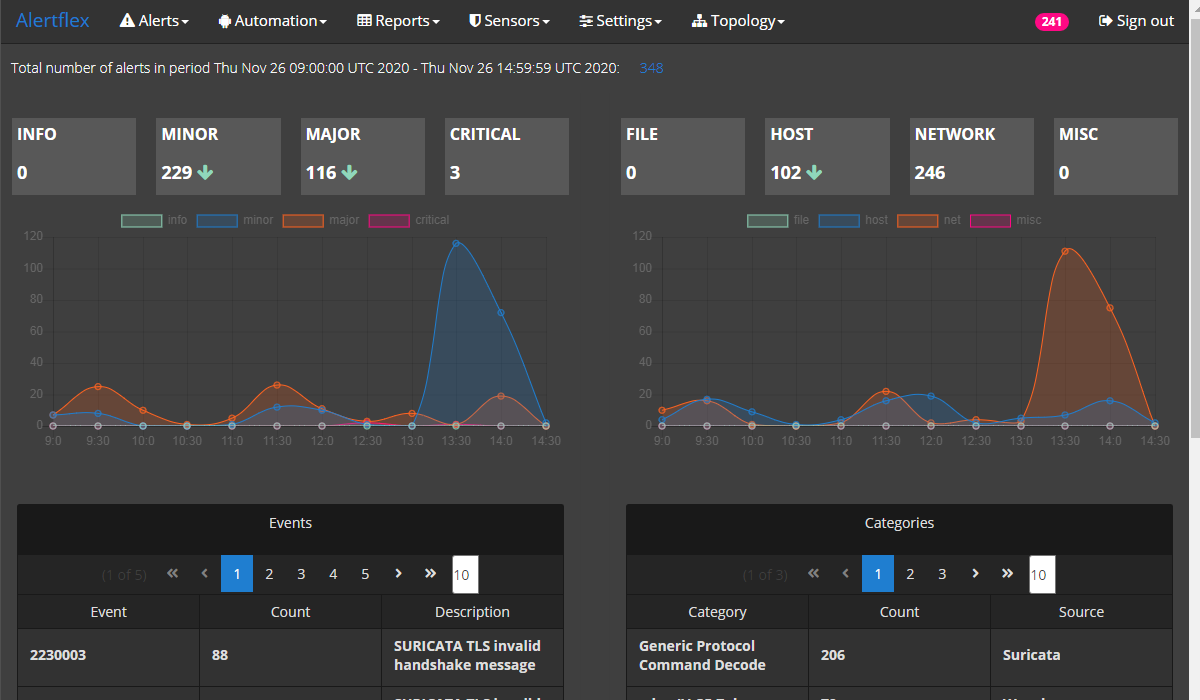 Alertflex Alerts Automation Reports Sensors Settings Topology 241 Sign out
Total number of alerts in period Thu Nov 26 09:00:00 UTC 2020 - Thu Nov 26 14:59:59 UTC 2020: 348
INFO MINOR MAJOR CRITICAL FILE HOST NETWORK MISC
0 229 116 3 0 102 246 0
info minor major critical
120
100
80
60
40
20
0
9:0 9:30 10:0 10:30 11:0 11:30 12:0 12:30 13:0 13:30 14:0 14:30
file host net misc
120
100
80
60
40
20
0
9:0 9:30 10:0 10:30 11:0 11:30 12:0 12:30 13:0 13:30 14:0 14:30
Events
(1 of 5) 1 2 3 4 5 10
Event Count Description
2230003 88 SURICATA TLS invalid
handshake message
Categories
(1 of 3) 1 2 3 10
Category Count Source
Generic Protocol
Command Decode 206 Suricata